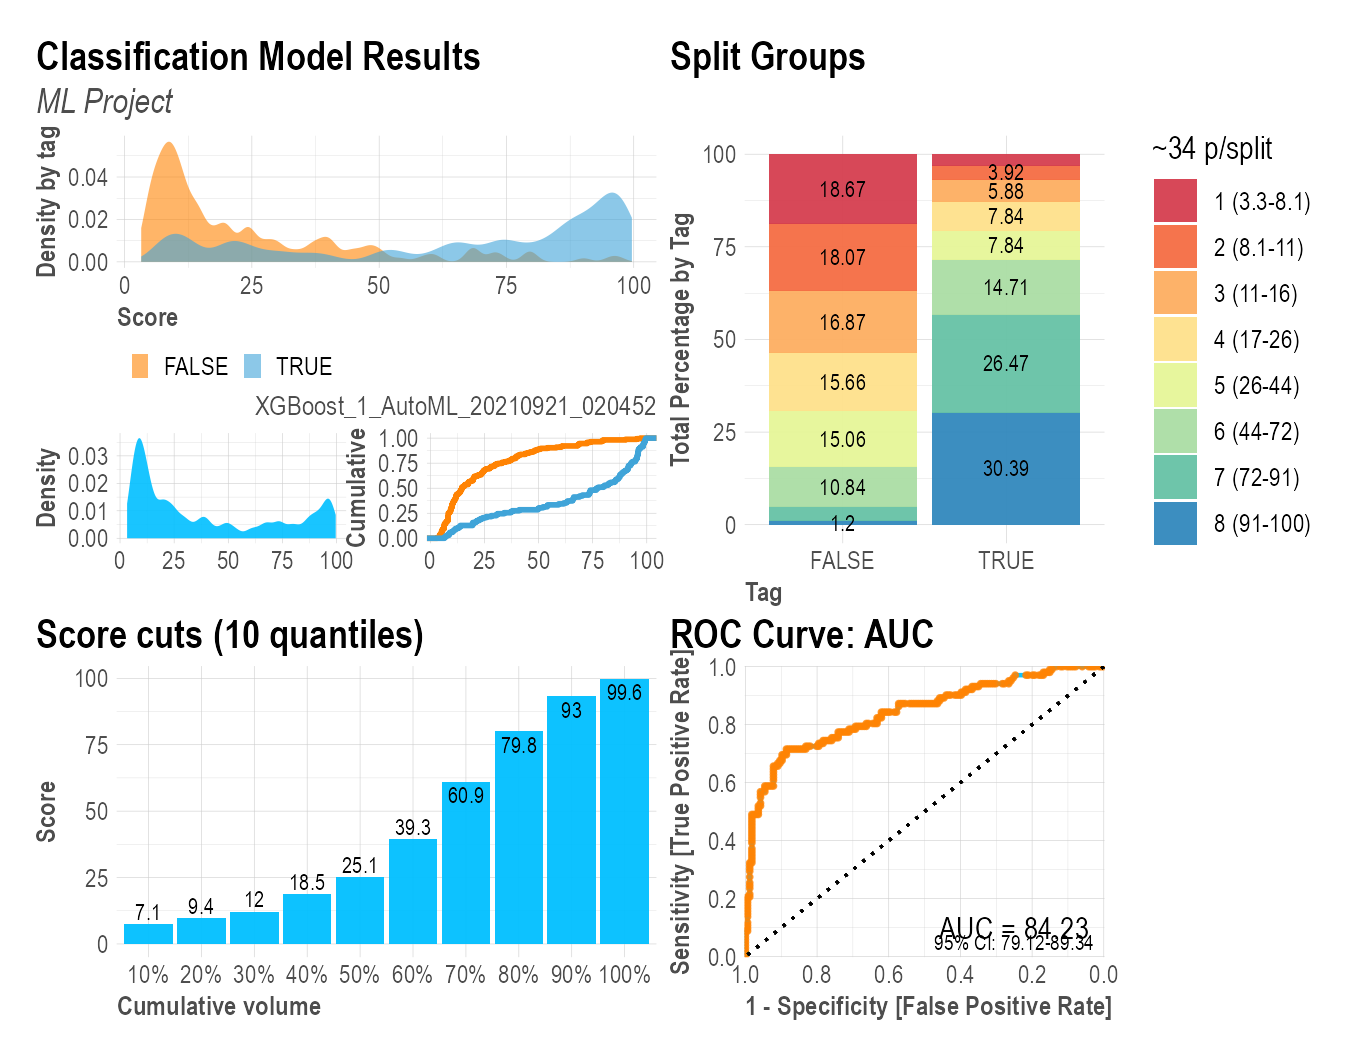 Classification Model Results
ML Project
Density by tag
0.04
0.02
0.00
0 25 50 75 100
Score
FALSE TRUE
XGBoost_1_AutoML_20210921_020452
Density
0.03
0.02
0.01
0.00
0 25 50 75 100
Cumulative
1.00
0.75
0.50
0.25
0.00
0 25 50 75 100
Split Groups
Total Percentage by Tag
100
75
50
25
0
18.67
18.07
16.87
15.66
15.06
10.84
1.2
3.92
5.88
7.84
7.84
14.71
26.47
30.39
FALSE TRUE
Tag
~34 p/split
1 (3.3-8.1)
2 (8.1-11)
3 (11-16)
4 (17-26)
5 (26-44)
6 (44-72)
7 (72-91)
8 (91-100)
Score cuts (10 quantiles)
Score
100
75
50
25
0
7.1 9.4 12 18.5 25.1 39.3 60.9 79.8 93 99.6
10% 20% 30% 40% 50% 60% 70% 80% 90% 100%
Cumulative volume
ROC Curve: AUC
Sensitivity [True Positive Rate]
1.0
0.8
0.6
0.4
0.2
0.0
AUC = 84.23
95% CI: 79.12-89.34
1.0 0.8 0.6 0.4 0.2 0.0
1 - Specificity [False Positive Rate]